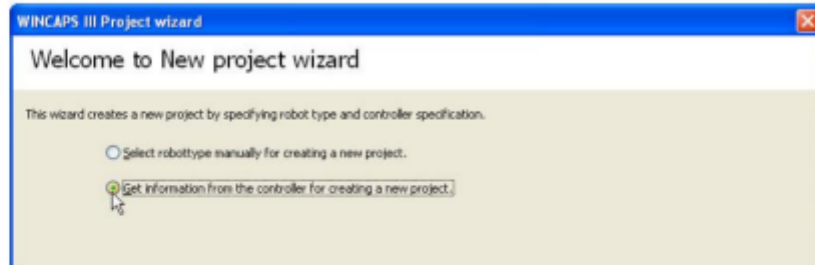 WINCAPS III Project wizard
Welcome to New project wizard
This wizard creates a new project by specifying robot type and controller specification.
Select robottype manually for creating a new project.
Get information from the controller for creating a new project.